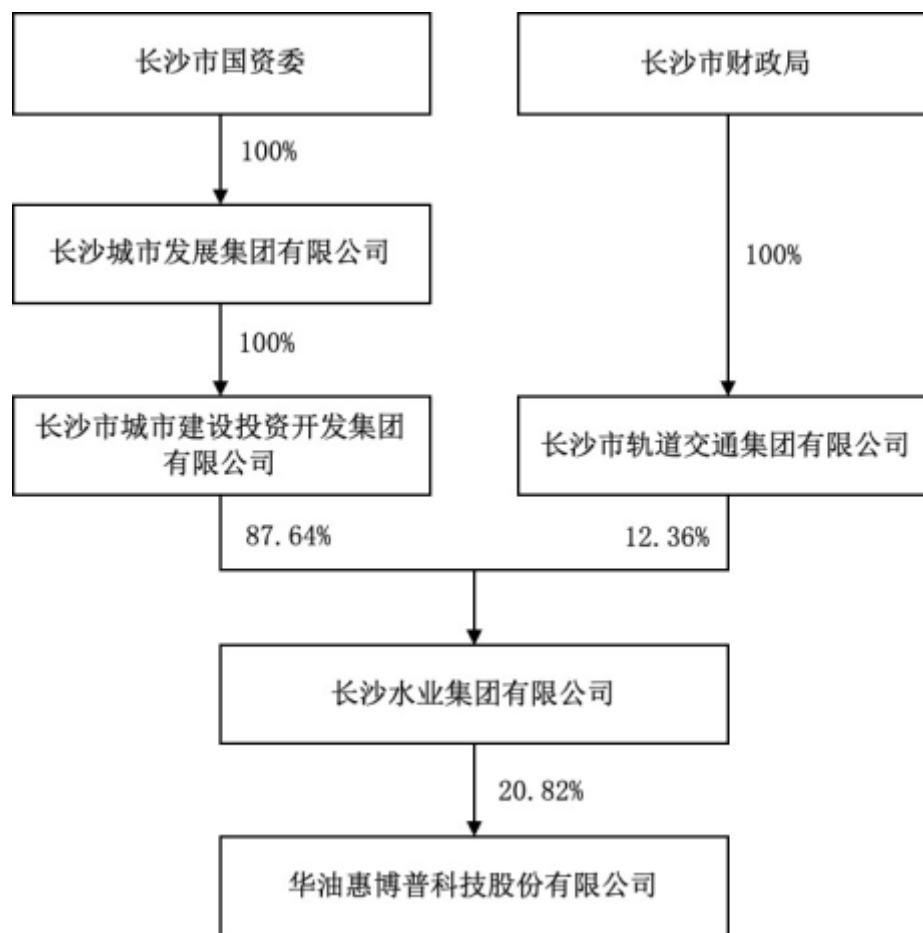 长沙市国资委
长沙市财政局
100%
长沙城市发展集团有限公司
100%
100%
长沙市城市建设投资开发集团
有限公司
长沙市轨道交通集团有限公司
87.64%
12.36%
长沙水业集团有限公司
20.82%
华油惠博普科技股份有限公司